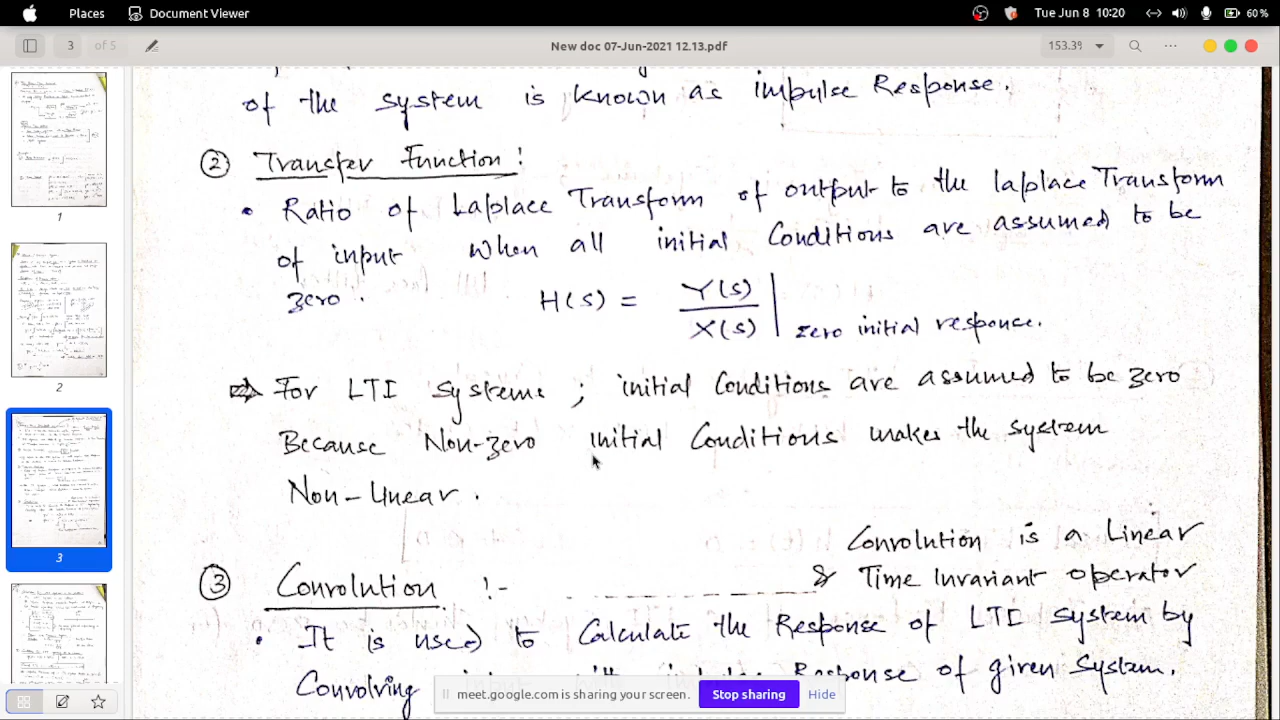 Places
Document Viewer
Tue Jun 8 10:20
60 %
3 of 5
New doc 07-Jun-2021 12.13.pdf
153.39
of the system is known as impulse Response.
② Transfer Function :
• Ratio of Laplace Transform of output to the laplace Transform
of input when all initial Conditions are assumed to be
zero.
H(s) = Y(s) / X(s) | zero initial response.
⇒ For LTI systems ; initial Conditions are assumed to be zero
Because Non-zero initial Conditions makes the system
Non-linear.
③ Convolution :-
Convolution is a Linear
& Time Invariant operator
• It is used to Calculate the Response of LTI system by
Convolving Response of given system.
1
2
3
meet.google.com is sharing your screen.
Stop sharing
Hide